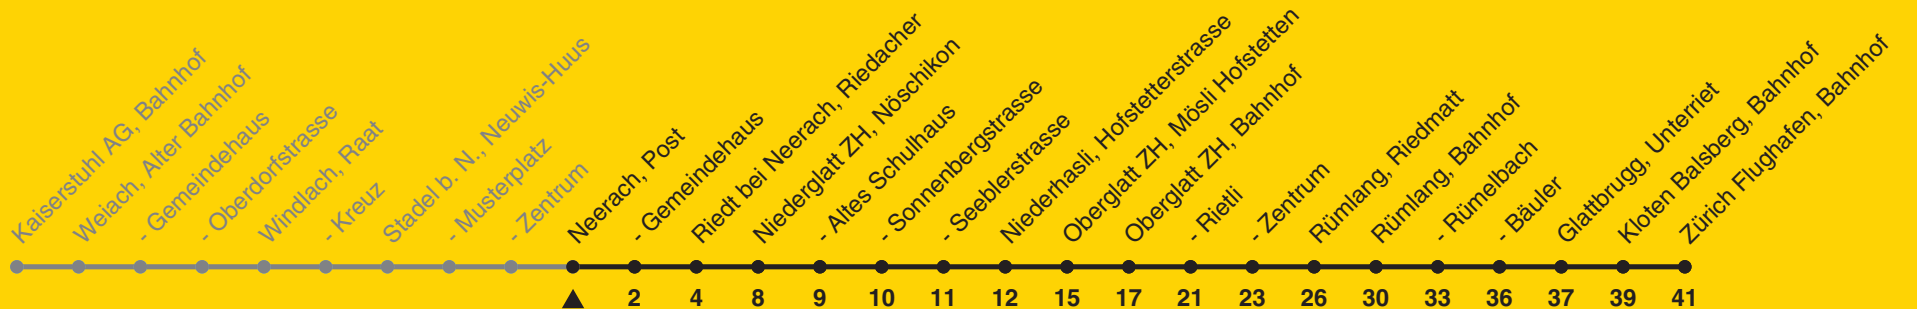 Kaiserstuhl AG, Bahnhof
Weiach, Alter Bahnhof
- Gemeindehaus
- Oberdorfstrasse
Windlach, Raat
- Kreuz
Stadel b. N., Neuwis-Huus
- Musterplatz
- Zentrum
Neerach, Post
- Gemeindehaus
Riedt bei Neerach, Riedacher
Niederglatt ZH, Nöschikon
- Altes Schulhaus
- Sonnenbergstrasse
- Seeblerstrasse
Niederhasli, Hofstetterstrasse
Oberglatt ZH, Mösli Hofstetten
Oberglatt ZH, Bahnhof
- Rietli
- Zentrum
Rümlang, Riedmatt
Rümlang, Bahnhof
- Rümelbach
- Bäuler
Glattbrugg, Unterriet
Kloten Balsberg, Bahnhof
Zürich Flughafen, Bahnhof
2 4 8 9 10 11 12 15 17 21 23 26 30 33 36 37 39 41